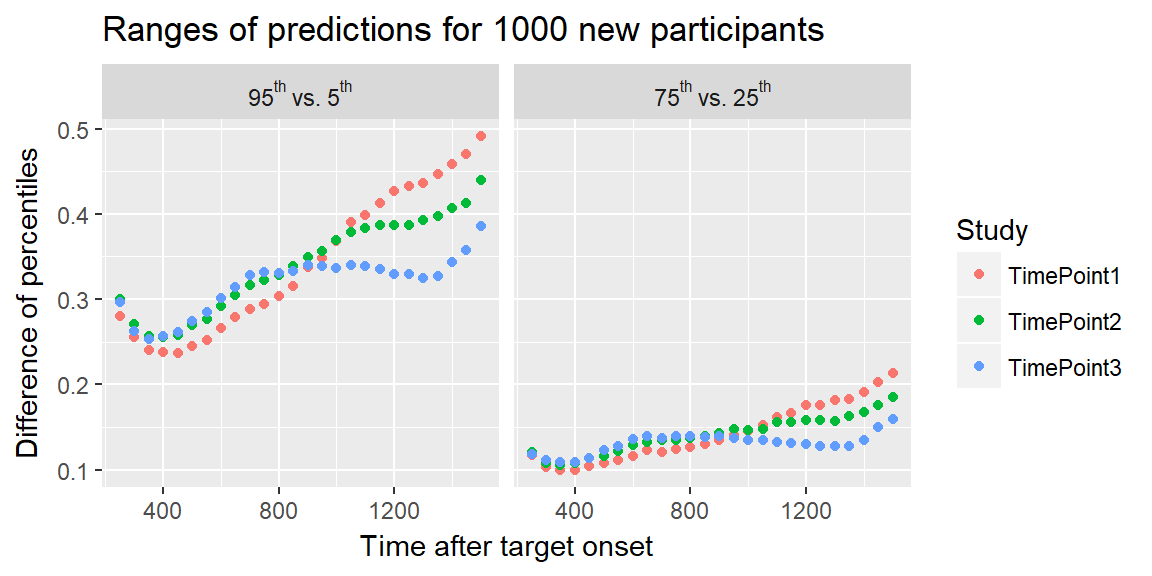 Ranges of predictions for 1000 new participants
95th vs. 5th
75th vs. 25th
Difference of percentiles
0.5
0.4
0.3
0.2
0.1
400 800 1200
400 800 1200
Time after target onset
Study
TimePoint1
TimePoint2
TimePoint3